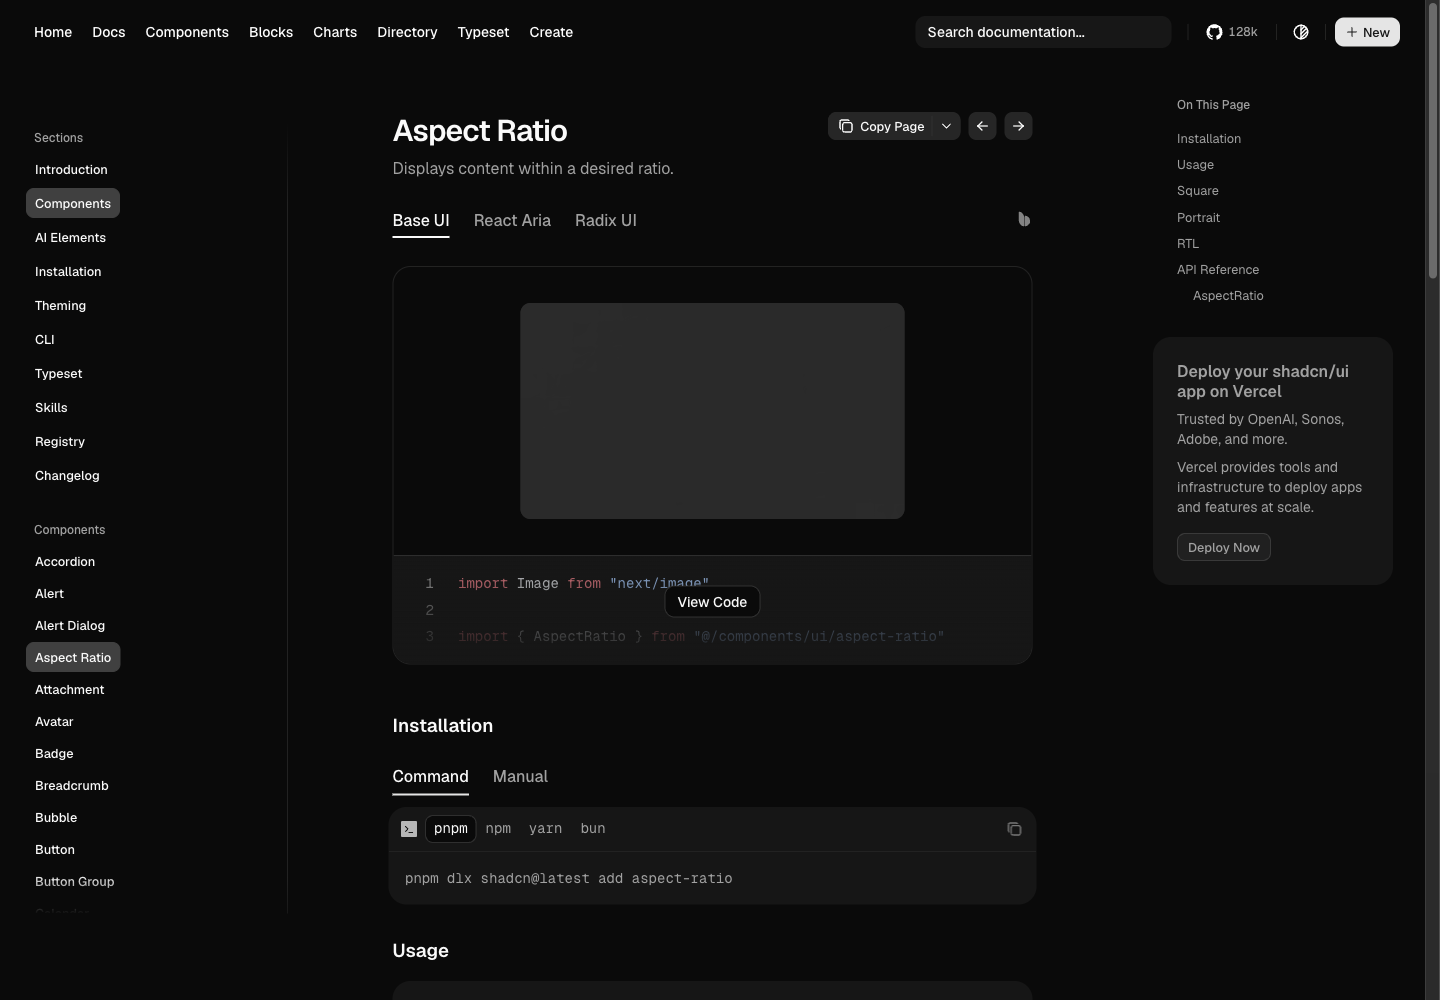 Home Docs Components Blocks Charts Directory Typeset Create
Search documentation...
128k
New
Sections
Introduction
Components
AI Elements
Installation
Theming
CLI
Typeset
Skills
Registry
Changelog
Components
Accordion
Alert
Alert Dialog
Aspect Ratio
Attachment
Avatar
Badge
Breadcrumb
Bubble
Button
Button Group
Aspect Ratio
Copy Page
Displays content within a desired ratio.
Base UI React Aria Radix UI
1 import Image from "next/image"
View Code
2
3 import { AspectRatio } from "@/components/ui/aspect-ratio"
Installation
Command Manual
pnpm npm yarn bun
pnpm dlx shadcn@latest add aspect-ratio
Usage
On This Page
Installation
Usage
Square
Portrait
RTL
API Reference
AspectRatio
Deploy your shadcn/ui
app on Vercel
Trusted by OpenAI, Sonos,
Adobe, and more.
Vercel provides tools and
infrastructure to deploy apps
and features at scale.
Deploy Now